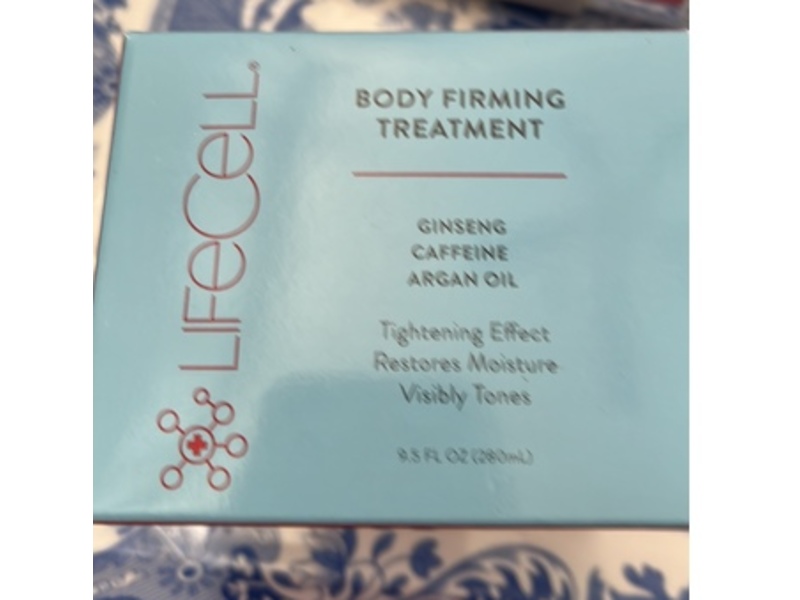 LIFECELL®
BODY FIRMING
TREATMENT
GINSENG
CAFFEINE
ARGAN OIL
Tightening Effect
Restores Moisture
Visibly Tones
9.5 FL OZ (280mL)